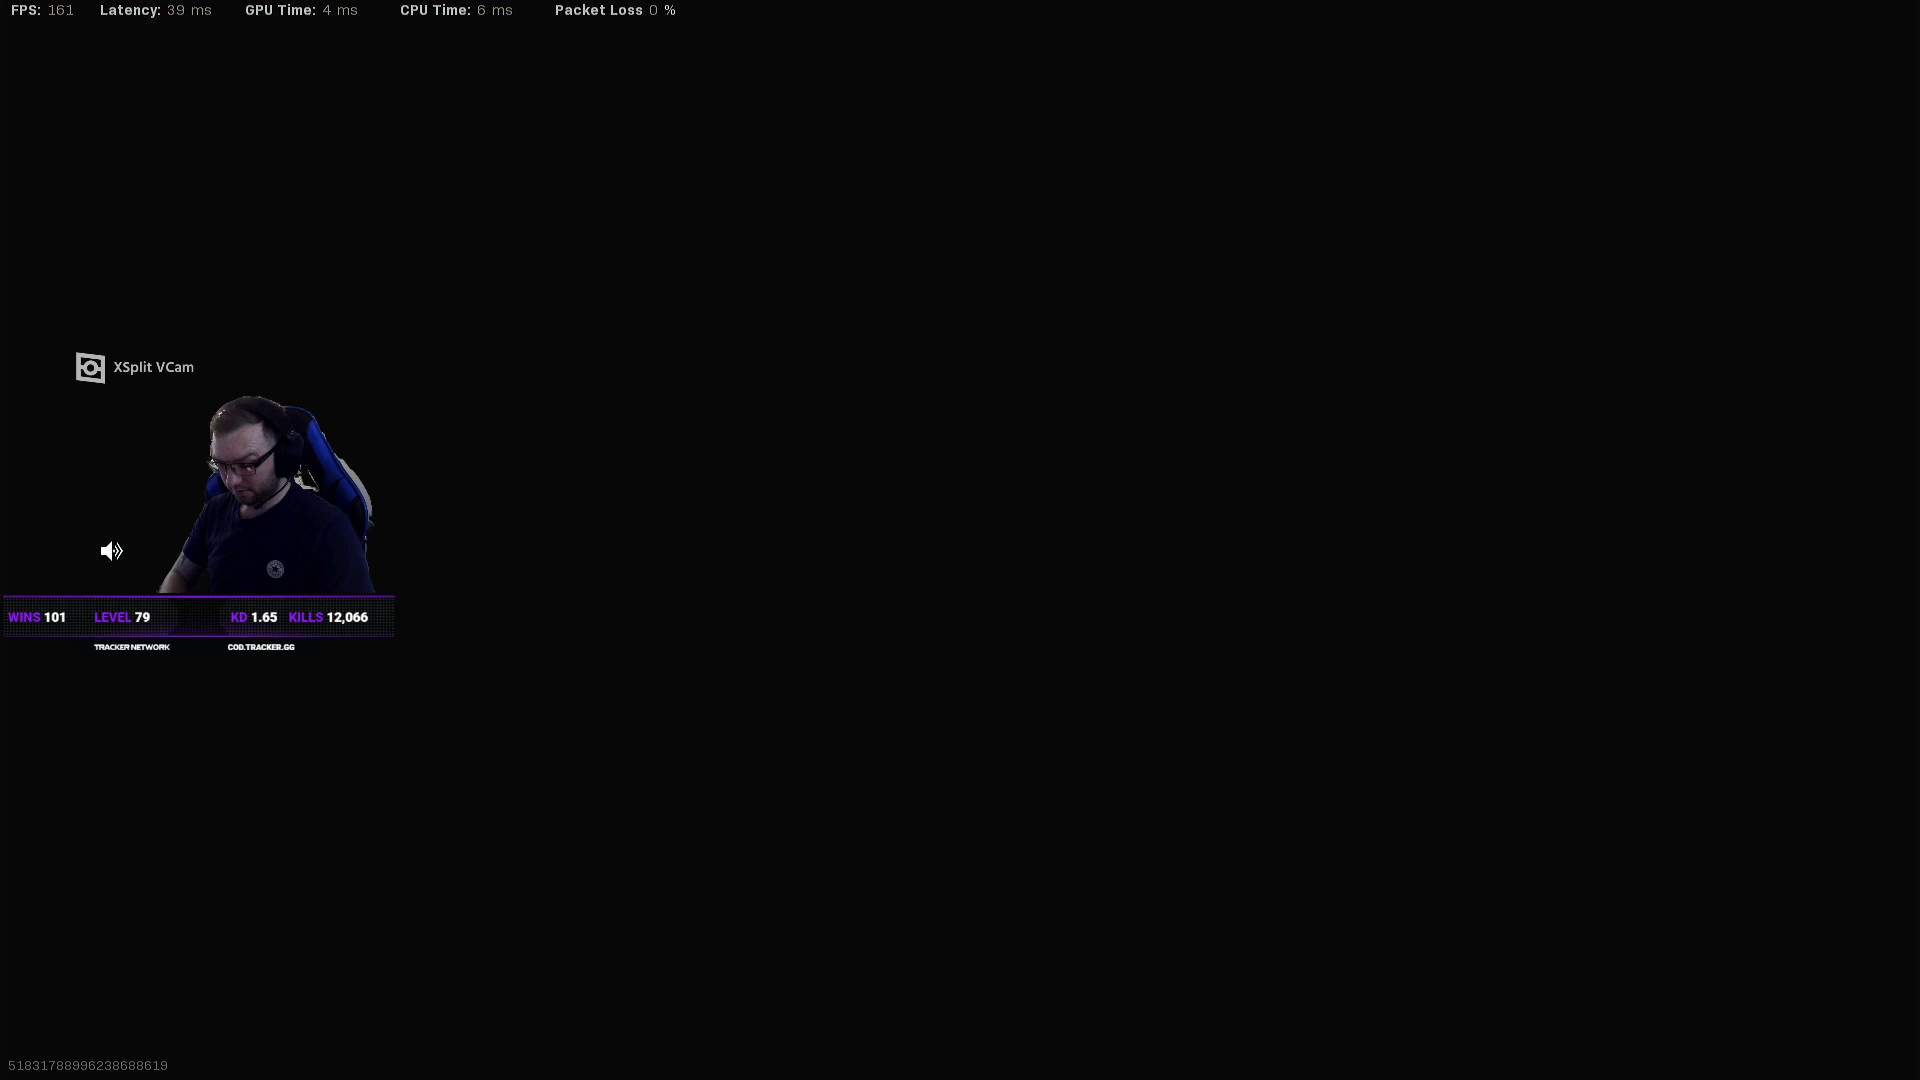 FPS: 161 Latency: 39 ms GPU Time: 4 ms CPU Time: 6 ms Packet Loss 0 %
XSplit VCam
WINS 101 LEVEL 79 KD 1.65 KILLS 12,066
TRACKER NETWORK COD.TRACKER.GG
51831788996238688619